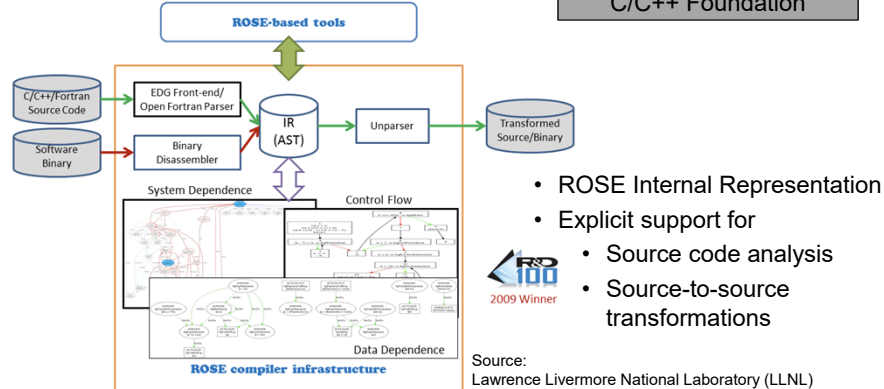 C/C++ Foundation
ROSE-based tools
C/C++/Fortran
Source Code
EDG Front-end/
Open Fortran Parser
IR
(AST)
Unparser
Transformed
Source/Binary
Software
Binary
Binary
Disassembler
System Dependence
Control Flow
Data Dependence
ROSE compiler infrastructure
• ROSE Internal Representation
• Explicit support for
• Source code analysis
• Source-to-source
transformations
R&D
100
2009 Winner
Source:
Lawrence Livermore National Laboratory (LLNL)